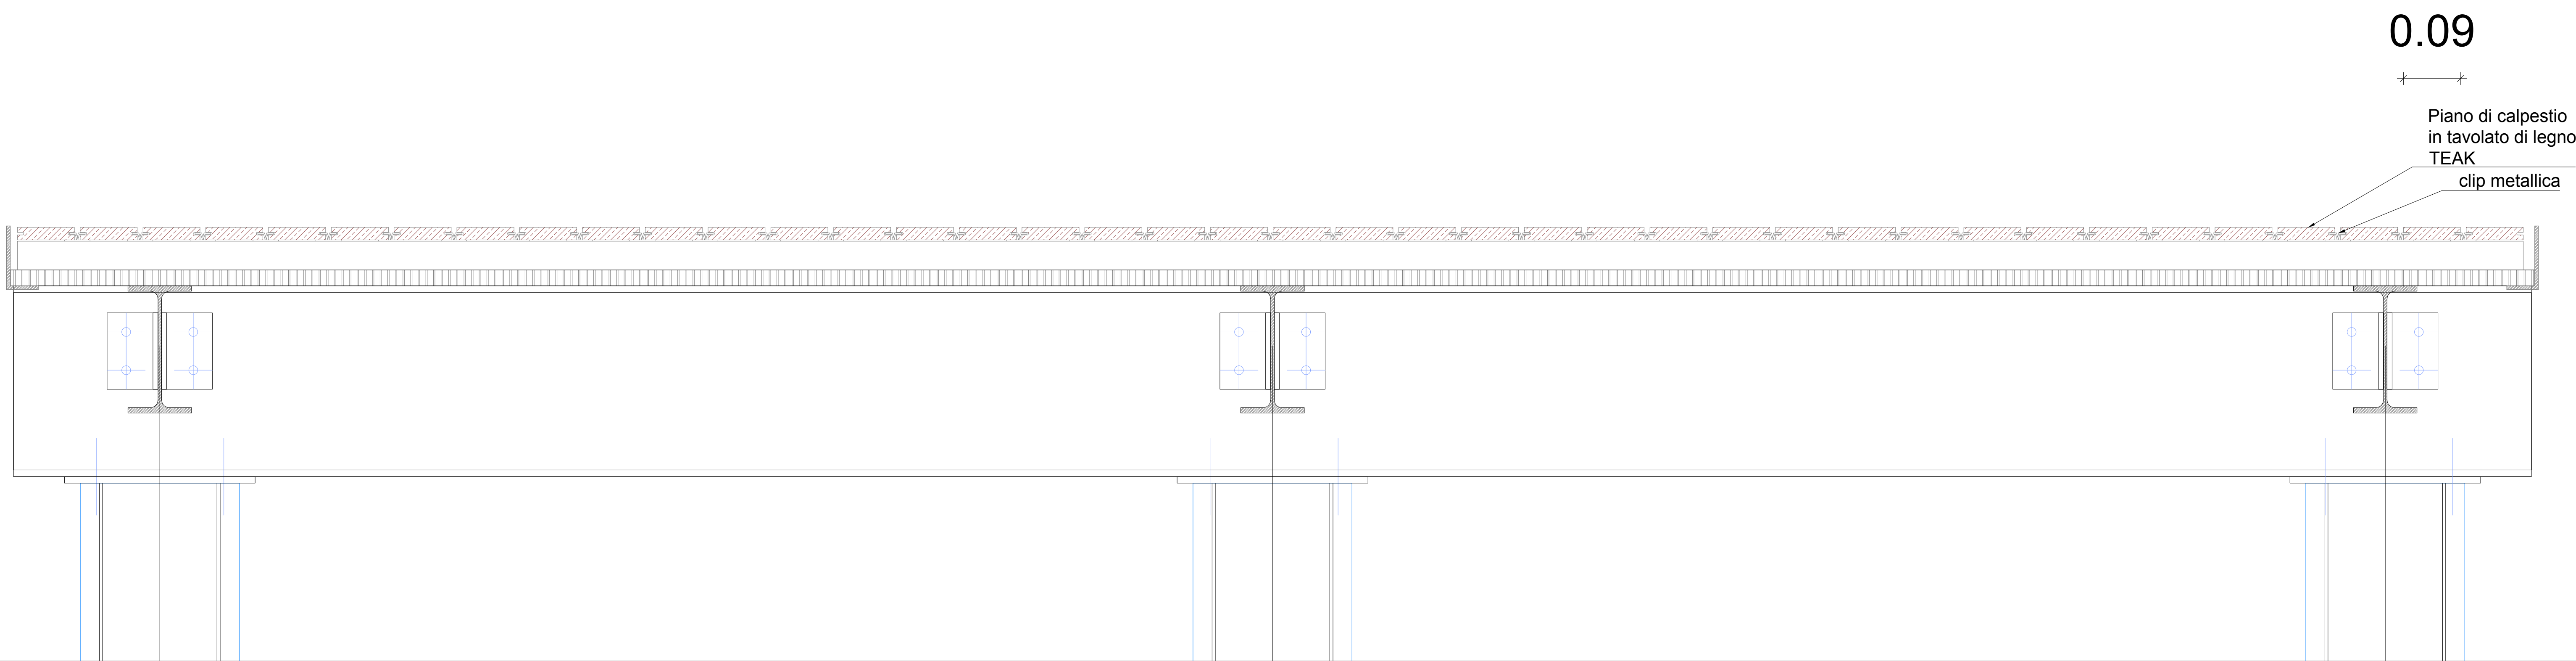 0.09
Piano di calpestio
in tavolato di legno
TEAK
clip metallica